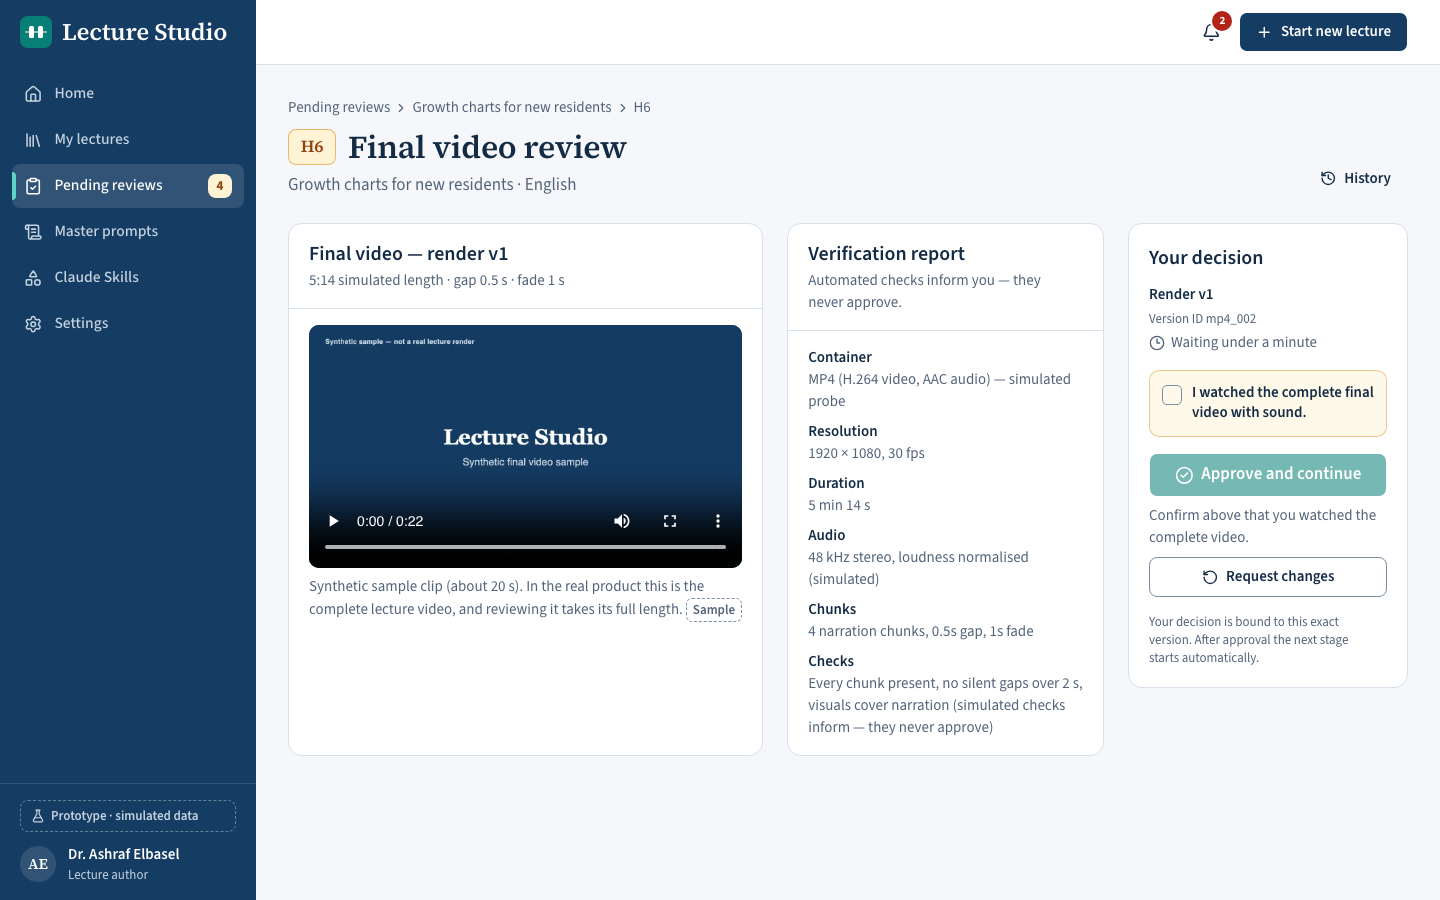 Lecture Studio
Home
My lectures
Pending reviews 4
Master prompts
Claude Skills
Settings
Prototype · simulated data
AE
Dr. Ashraf Elbasel
Lecture author
2
Start new lecture
Pending reviews > Growth charts for new residents > H6
H6 Final video review
Growth charts for new residents · English
History
Final video — render v1
5:14 simulated length · gap 0.5 s · fade 1 s
Synthetic sample — not a real lecture render
Lecture Studio
Synthetic final video sample
0:00 / 0:22
Synthetic sample clip (about 20 s). In the real product this is the
complete lecture video, and reviewing it takes its full length. Sample
Verification report
Automated checks inform you — they
never approve.
Container
MP4 (H.264 video, AAC audio) — simulated
probe
Resolution
1920 × 1080, 30 fps
Duration
5 min 14 s
Audio
48 kHz stereo, loudness normalised
(simulated)
Chunks
4 narration chunks, 0.5s gap, 1s fade
Checks
Every chunk present, no silent gaps over 2 s,
visuals cover narration (simulated checks
inform — they never approve)
Your decision
Render v1
Version ID mp4_002
Waiting under a minute
I watched the complete final
video with sound.
Approve and continue
Confirm above that you watched the
complete video.
Request changes
Your decision is bound to this exact
version. After approval the next stage
starts automatically.